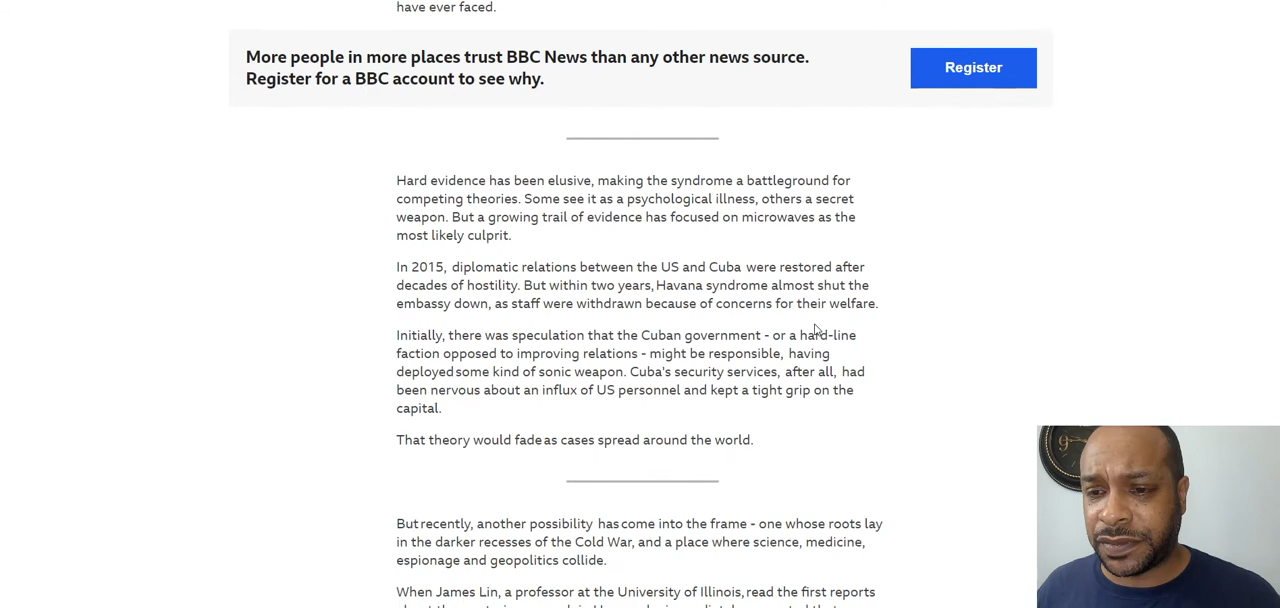 have ever faced.
More people in more places trust BBC News than any other news source.
Register for a BBC account to see why.
Register
Hard evidence has been elusive, making the syndrome a battleground for
competing theories. Some see it as a psychological illness, others a secret
weapon. But a growing trail of evidence has focused on microwaves as the
most likely culprit.
In 2015, diplomatic relations between the US and Cuba were restored after
decades of hostility. But within two years, Havana syndrome almost shut the
embassy down, as staff were withdrawn because of concerns for their welfare.
Initially, there was speculation that the Cuban government - or a hard-line
faction opposed to improving relations - might be responsible, having
deployed some kind of sonic weapon. Cuba's security services, after all, had
been nervous about an influx of US personnel and kept a tight grip on the
capital.
That theory would fade as cases spread around the world.
But recently, another possibility has come into the frame - one whose roots lay
in the darker recesses of the Cold War, and a place where science, medicine,
espionage and geopolitics collide.
When James Lin, a professor at the University of Illinois, read the first reports